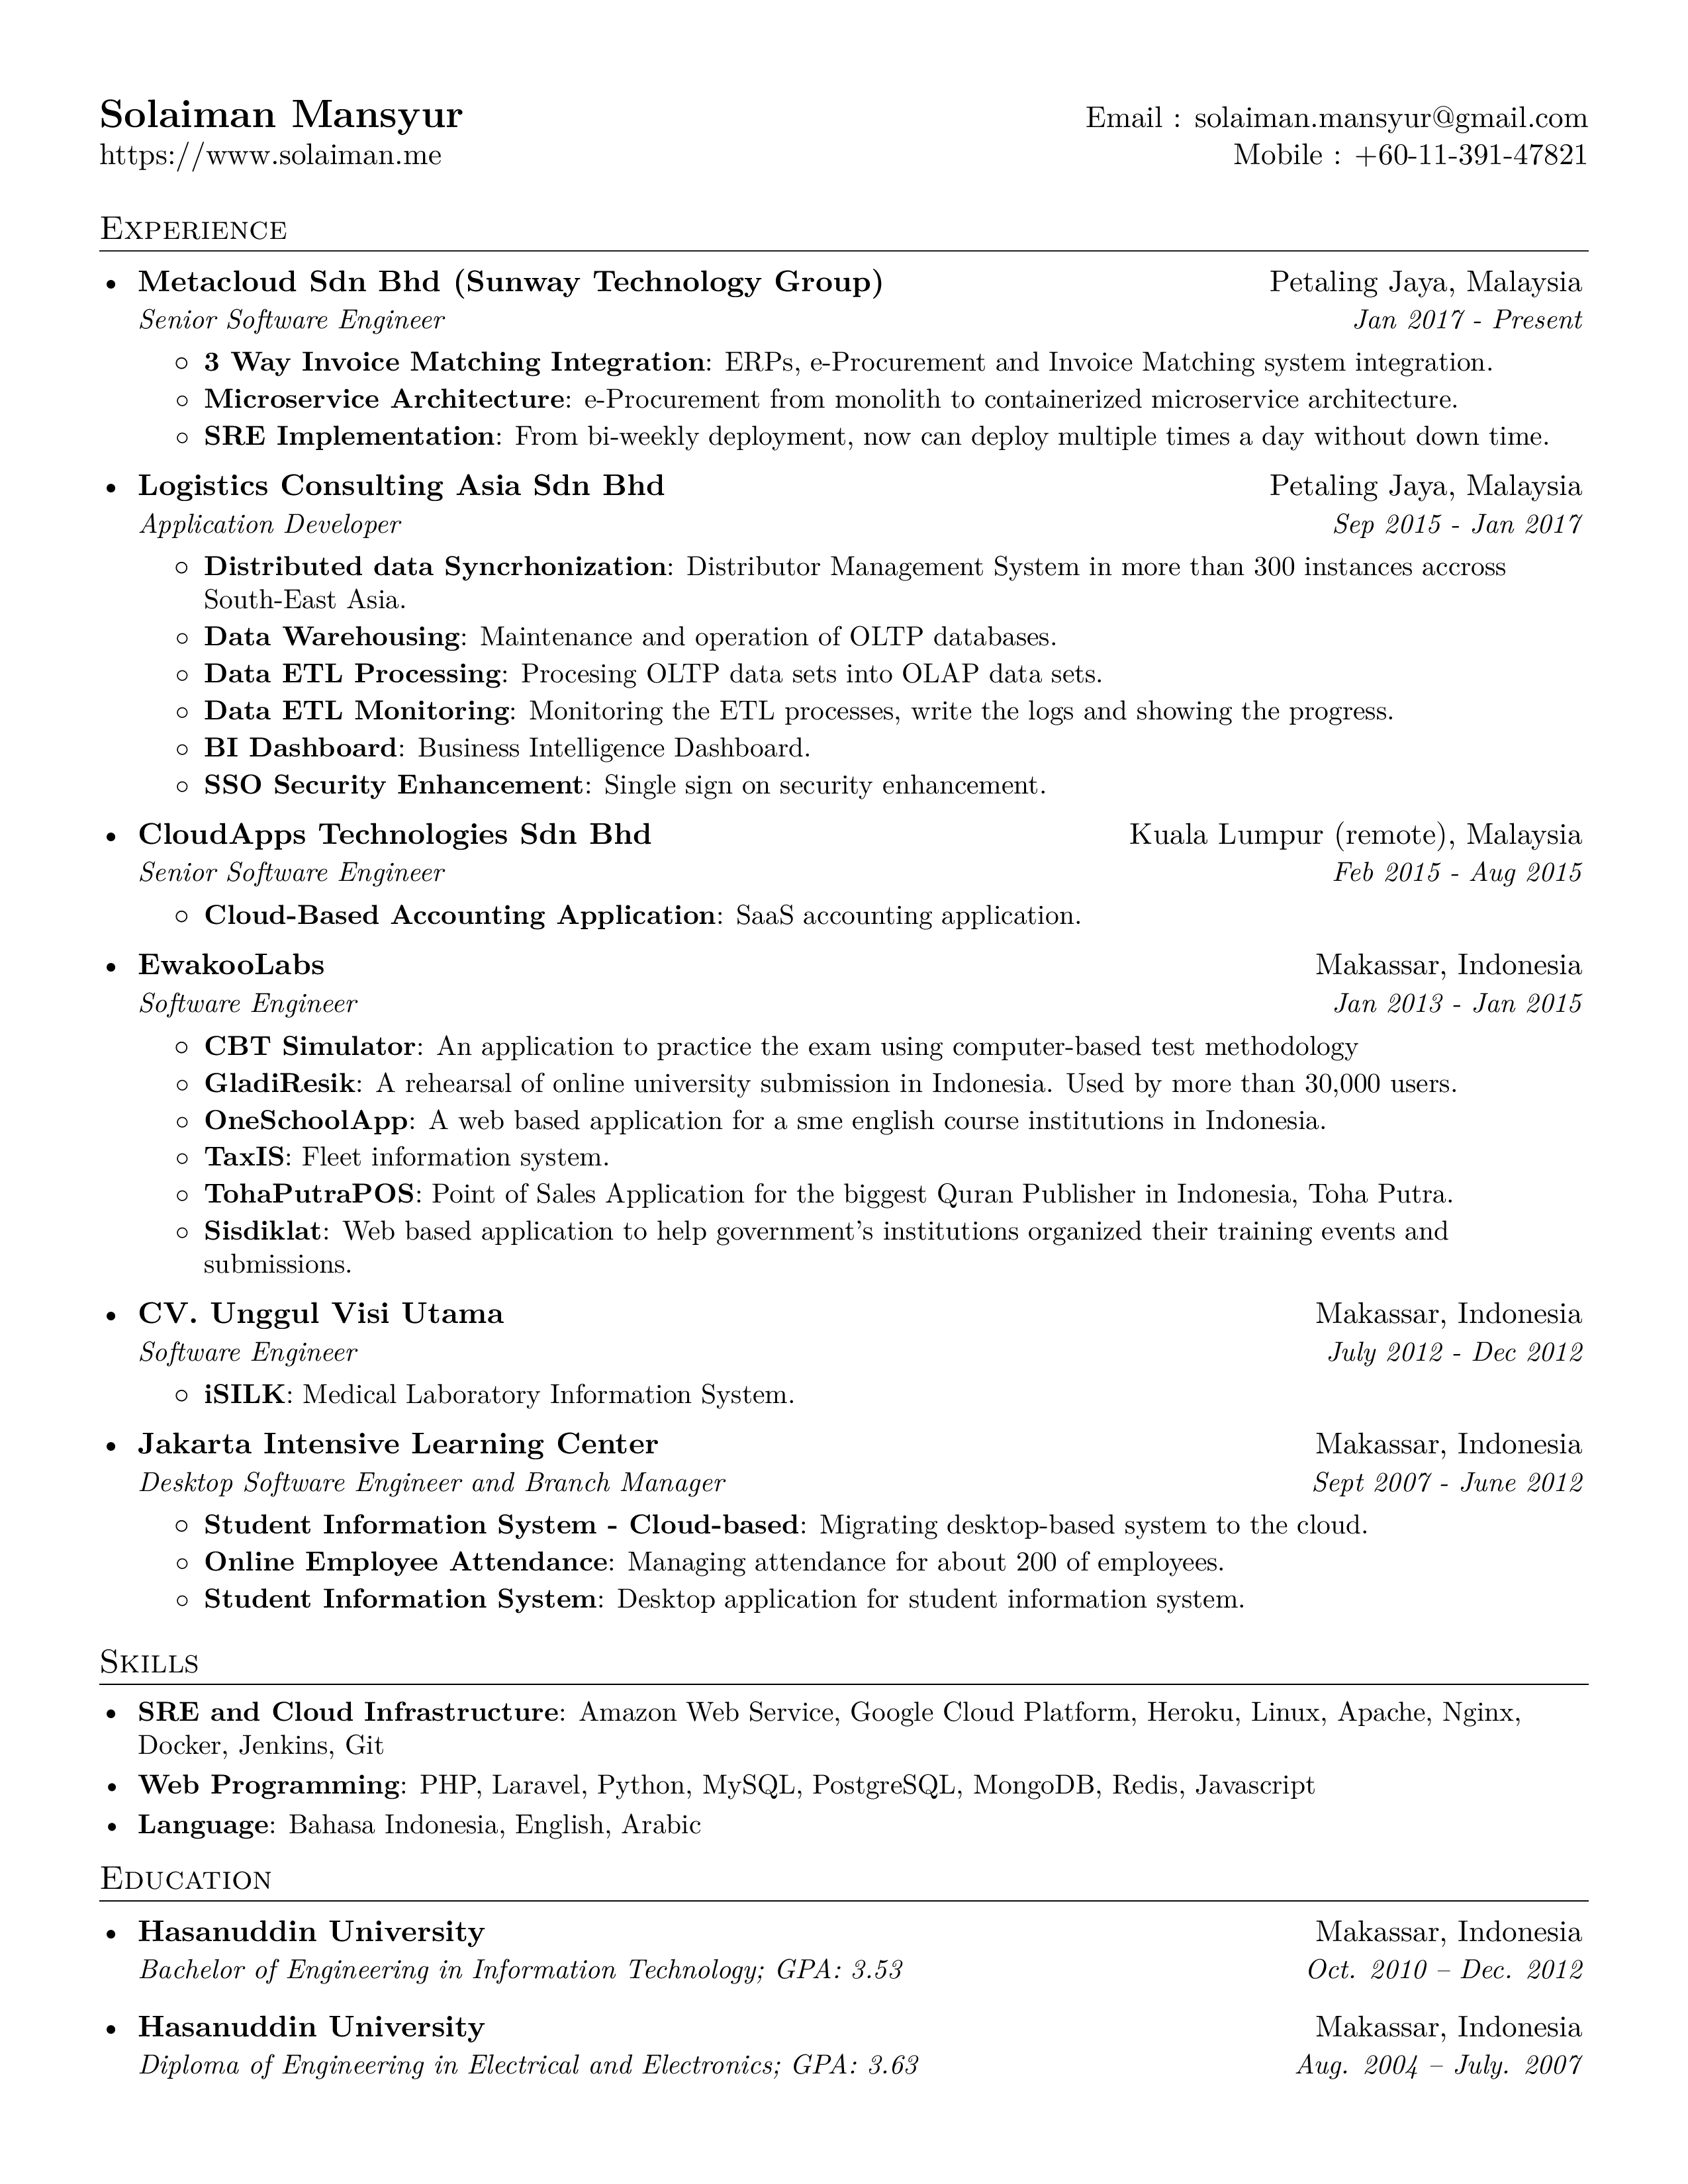 Solaiman Mansyur
Email : solaiman.mansyur@gmail.com
https://www.solaiman.me
Mobile : +60-11-391-47821
Experience
• Metacloud Sdn Bhd (Sunway Technology Group)
Petaling Jaya, Malaysia
Senior Software Engineer
Jan 2017 - Present
◦ 3 Way Invoice Matching Integration: ERPs, e-Procurement and Invoice Matching system integration.
◦ Microservice Architecture: e-Procurement from monolith to containerized microservice architecture.
◦ SRE Implementation: From bi-weekly deployment, now can deploy multiple times a day without down time.
• Logistics Consulting Asia Sdn Bhd
Petaling Jaya, Malaysia
Application Developer
Sep 2015 - Jan 2017
◦ Distributed data Syncrhonization: Distributor Management System in more than 300 instances accross
South-East Asia.
◦ Data Warehousing: Maintenance and operation of OLTP databases.
◦ Data ETL Processing: Procesing OLTP data sets into OLAP data sets.
◦ Data ETL Monitoring: Monitoring the ETL processes, write the logs and showing the progress.
◦ BI Dashboard: Business Intelligence Dashboard.
◦ SSO Security Enhancement: Single sign on security enhancement.
• CloudApps Technologies Sdn Bhd
Kuala Lumpur (remote), Malaysia
Senior Software Engineer
Feb 2015 - Aug 2015
◦ Cloud-Based Accounting Application: SaaS accounting application.
• EwakooLabs
Makassar, Indonesia
Software Engineer
Jan 2013 - Jan 2015
◦ CBT Simulator: An application to practice the exam using computer-based test methodology
◦ GladiResik: A rehearsal of online university submission in Indonesia. Used by more than 30,000 users.
◦ OneSchoolApp: A web based application for a sme english course institutions in Indonesia.
◦ TaxIS: Fleet information system.
◦ TohaPutraPOS: Point of Sales Application for the biggest Quran Publisher in Indonesia, Toha Putra.
◦ Sisdiklat: Web based application to help government's institutions organized their training events and
submissions.
• CV. Unggul Visi Utama
Makassar, Indonesia
Software Engineer
July 2012 - Dec 2012
◦ iSILK: Medical Laboratory Information System.
• Jakarta Intensive Learning Center
Makassar, Indonesia
Desktop Software Engineer and Branch Manager
Sept 2007 - June 2012
◦ Student Information System - Cloud-based: Migrating desktop-based system to the cloud.
◦ Online Employee Attendance: Managing attendance for about 200 of employees.
◦ Student Information System: Desktop application for student information system.
Skills
• SRE and Cloud Infrastructure: Amazon Web Service, Google Cloud Platform, Heroku, Linux, Apache, Nginx,
Docker, Jenkins, Git
• Web Programming: PHP, Laravel, Python, MySQL, PostgreSQL, MongoDB, Redis, Javascript
• Language: Bahasa Indonesia, English, Arabic
Education
• Hasanuddin University
Makassar, Indonesia
Bachelor of Engineering in Information Technology; GPA: 3.53
Oct. 2010 – Dec. 2012
• Hasanuddin University
Makassar, Indonesia
Diploma of Engineering in Electrical and Electronics; GPA: 3.63
Aug. 2004 – July. 2007